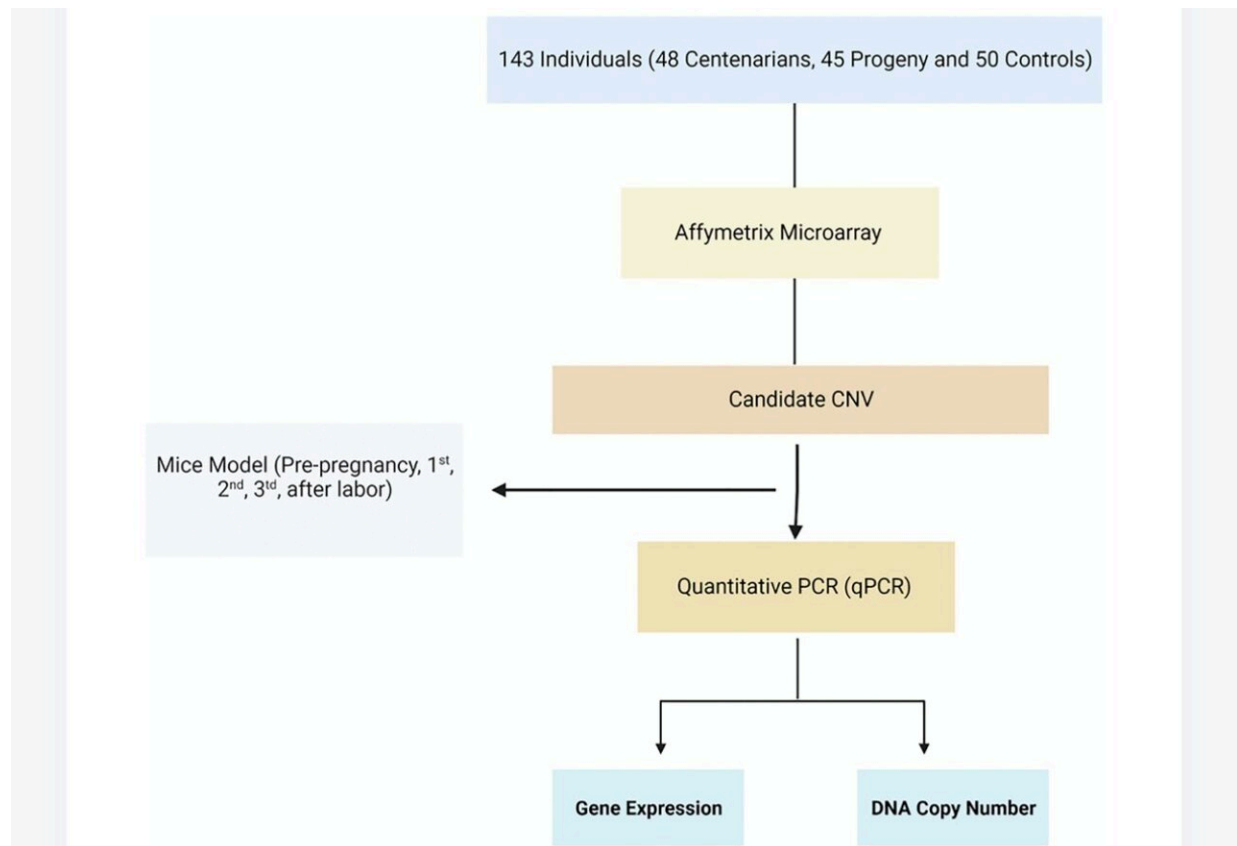 143 Individuals (48 Centenarians, 45 Progeny and 50 Controls)
Affymetrix Microarray
Candidate CNV
Mice Model (Pre-pregnancy, 1st,
2nd, 3td, after labor)
Quantitative PCR (qPCR)
Gene Expression
DNA Copy Number